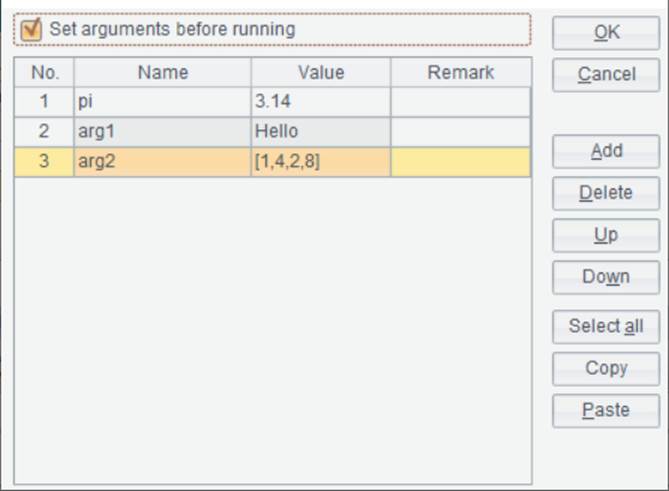 Set arguments before running
No. Name Value Remark
1 pi 3.14
2 arg1 Hello
3 arg2 [1,4,2,8]
OK
Cancel
Add
Delete
Up
Down
Select all
Copy
Paste